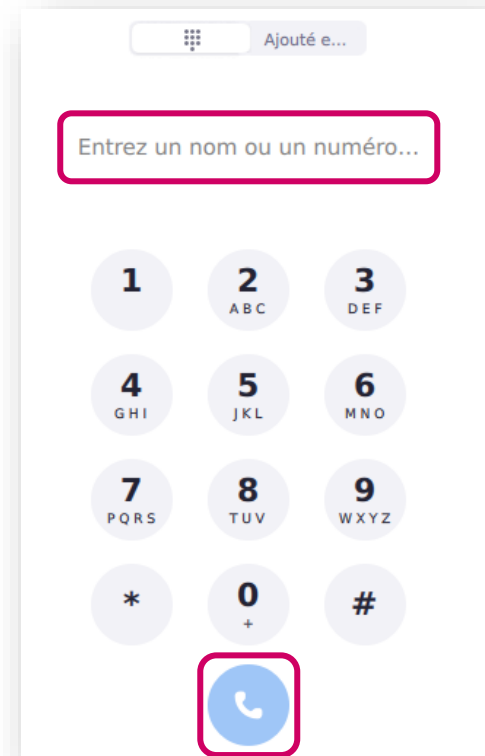 Ajouté e...
Entrez un nom ou un numéro...
1 2 3
ABC DEF
4 5 6
GHI JKL MNO
7 8 9
PQRS TUV WXYZ
* 0 #
+